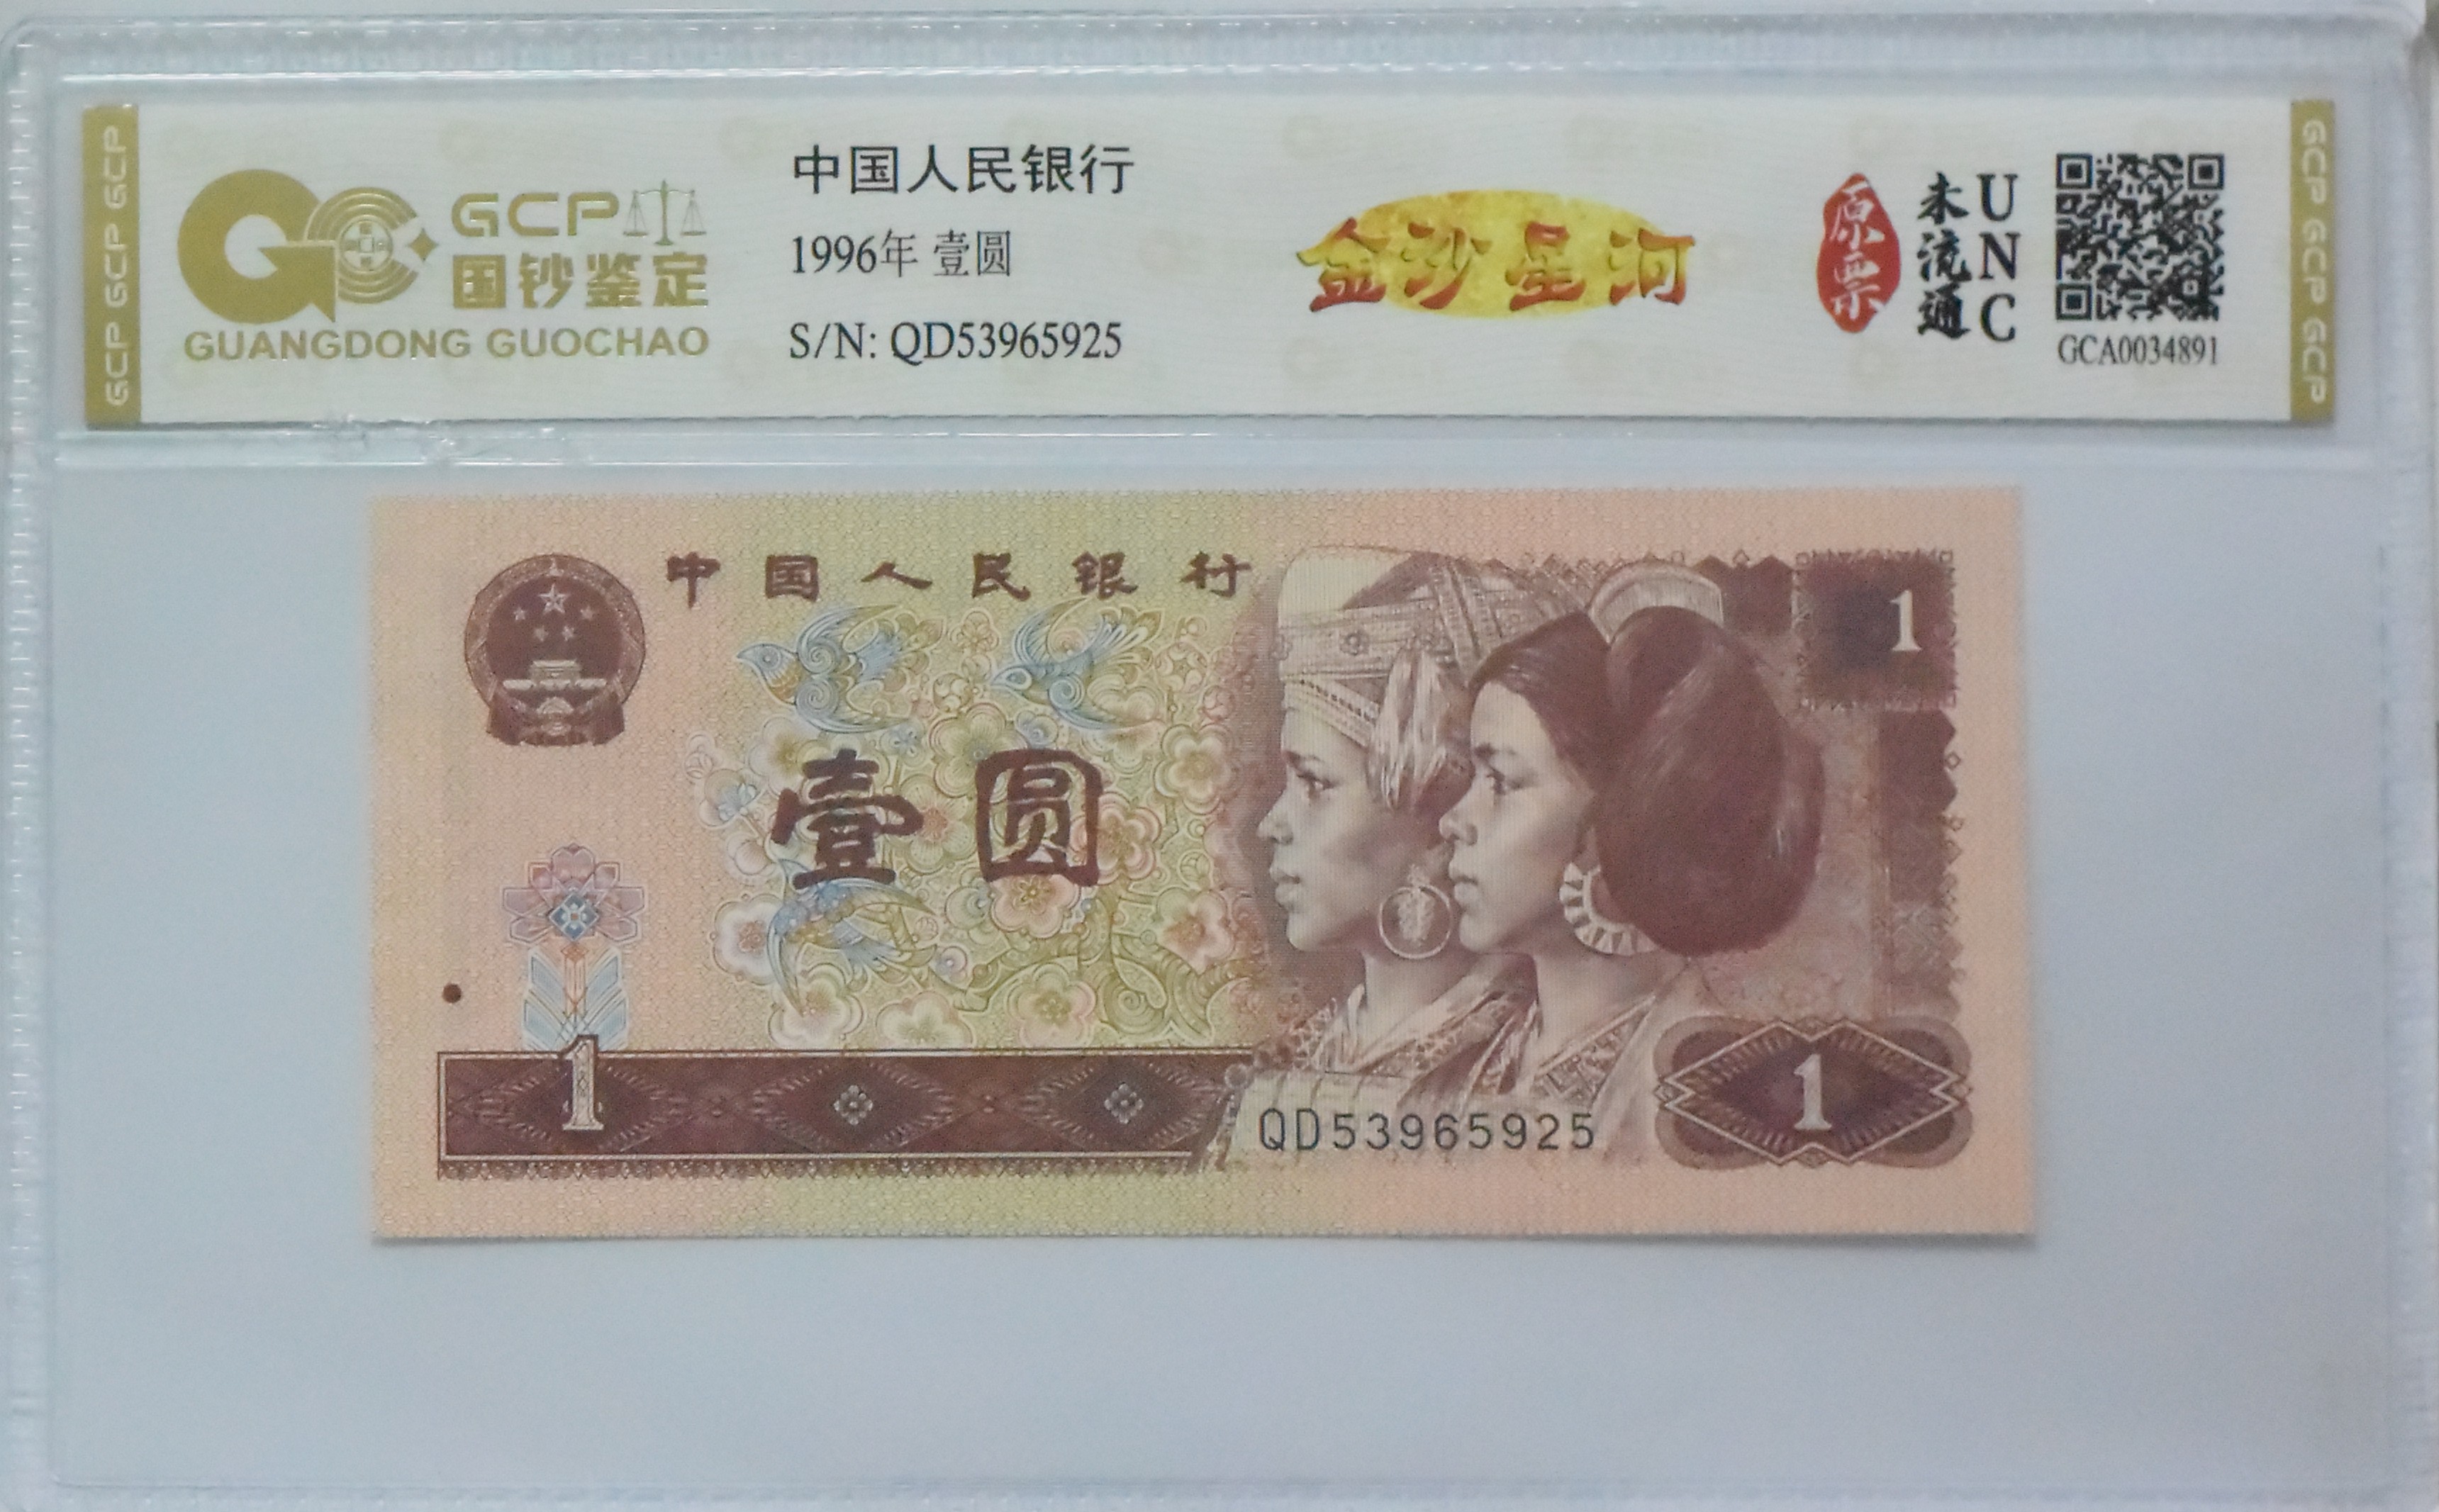 GCP GCP GCP
GCP
国钞鉴定
GUANGDONG GUOCHAO
中国人民银行
1996年 壹圆
S/N: QD53965925
金沙星河
原票
未流通
UNC
GCA0034891
GCP GCP GCP
中国人民银行
1
壹圆
1
QD53965925
1